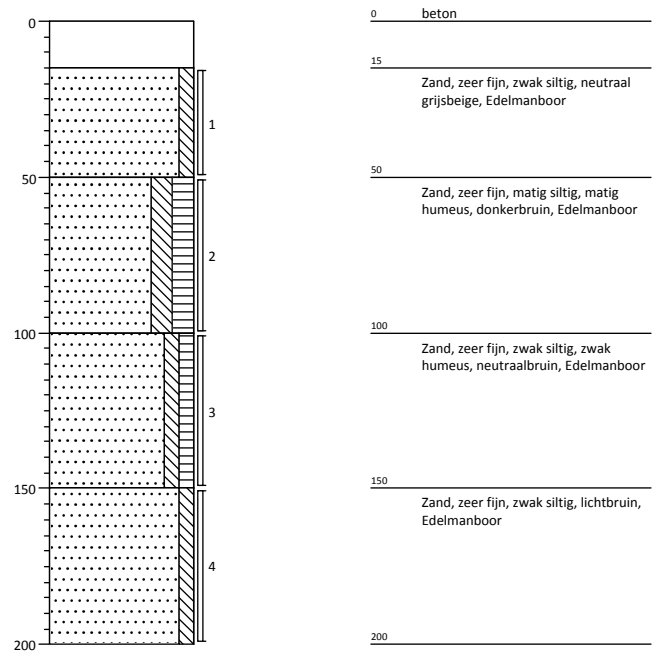 0
50
100
150
200
1
2
3
4
0
beton
15
Zand, zeer fijn, zwak siltig, neutraal
grijsbeige, Edelmanboor
50
Zand, zeer fijn, matig siltig, matig
humeus, donkerbruin, Edelmanboor
100
Zand, zeer fijn, zwak siltig, zwak
humeus, neutraalbruin, Edelmanboor
150
Zand, zeer fijn, zwak siltig, lichtbruin,
Edelmanboor
200